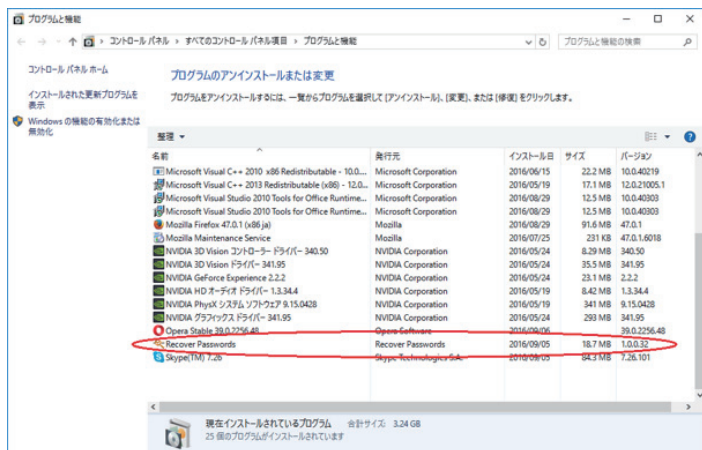 プログラムと機能
コントロール パネル › すべてのコントロール パネル項目 › プログラムと機能
プログラムと機能の検索
コントロール パネル ホーム
インストールされた更新プログラムを
表示
Windows の機能の有効化または
無効化
プログラムのアンインストールまたは変更
プログラムをアンインストールするには、一覧からプログラムを選択して [アンインストール]、[変更]、または [修復] をクリックします。
整理
名前 発行元 インストール日 サイズ バージョン
Microsoft Visual C++ 2010 x86 Redistributable - 10.0... Microsoft Corporation 2016/06/15 22.2 MB 10.0.40219
Microsoft Visual C++ 2013 Redistributable (x86) - 12.0... Microsoft Corporation 2016/05/19 17.1 MB 12.0.21005.1
Microsoft Visual Studio 2010 Tools for Office Runtime... Microsoft Corporation 2016/08/29 12.5 MB 10.0.40303
Microsoft Visual Studio 2010 Tools for Office Runtime... Microsoft Corporation 2016/08/29 12.5 MB 10.0.40303
Mozilla Firefox 47.0.1 (x86 ja) Mozilla 2016/08/29 91.6 MB 47.0.1
Mozilla Maintenance Service Mozilla 2016/07/25 231 KB 47.0.1.6018
NVIDIA 3D Vision コントローラー ドライバー 340.50 NVIDIA Corporation 2016/05/24 8.29 MB 340.50
NVIDIA 3D Vision ドライバー 341.95 NVIDIA Corporation 2016/05/24 35.5 MB 341.95
NVIDIA GeForce Experience 2.2.2 NVIDIA Corporation 2016/05/24 23.1 MB 2.2.2
NVIDIA HD オーディオ ドライバー 1.3.34.4 NVIDIA Corporation 2016/05/19 8.42 MB 1.3.34.4
NVIDIA PhysX システム ソフトウェア 9.15.0428 NVIDIA Corporation 2016/05/19 341 MB 9.15.0428
NVIDIA グラフィックス ドライバー 341.95 NVIDIA Corporation 2016/05/24 293 MB 341.95
Opera Stable 39.0.2256.48 Opera Software 2016/09/06 39.0.2256.48
Recover Passwords Recover Passwords 2016/09/05 18.7 MB 1.0.0.32
Skype(TM) 7.26 Skype Technologies S.A. 2016/09/05 84.3 MB 7.26.101
現在インストールされているプログラム 合計サイズ: 3.24 GB
25 個のプログラムがインストールされています